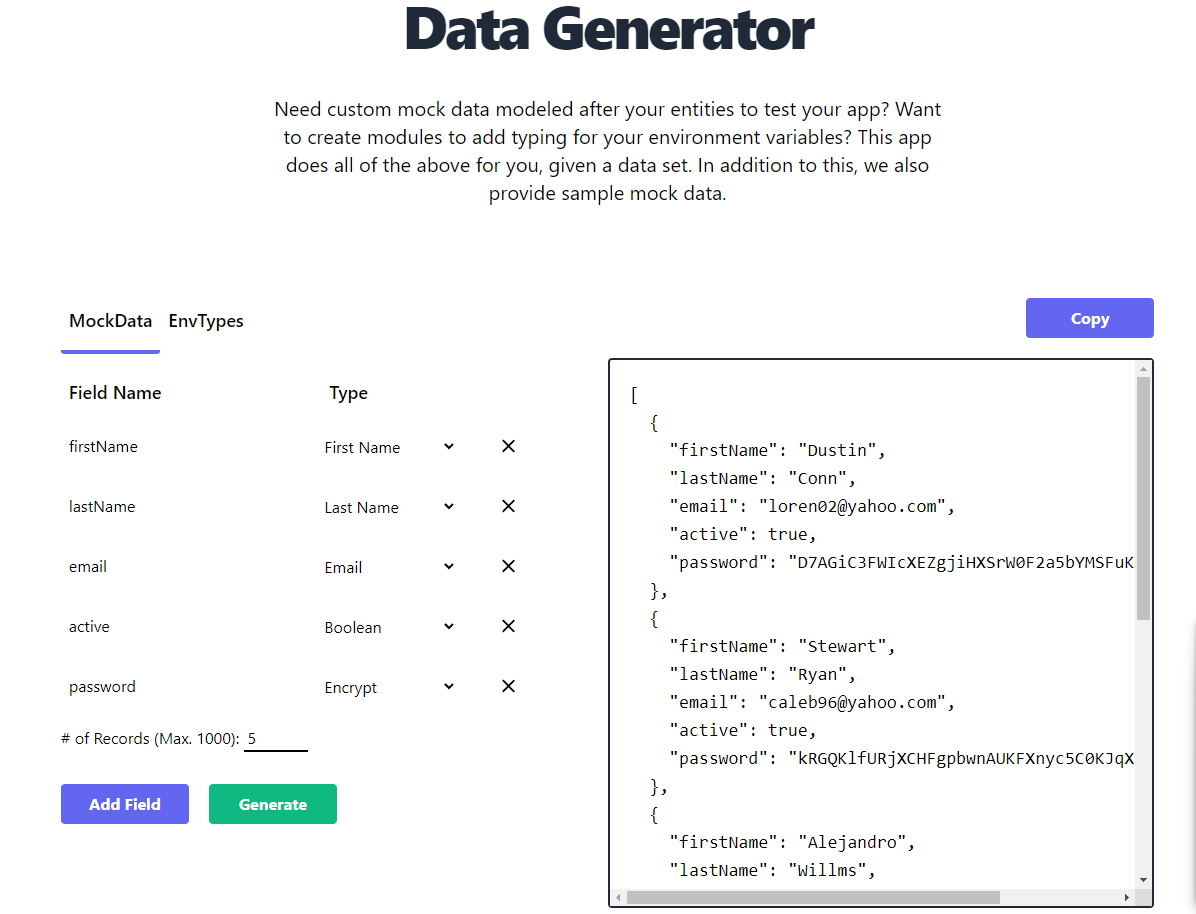 Data Generator
Need custom mock data modeled after your entities to test your app? Want
to create modules to add typing for your environment variables? This app
does all of the above for you, given a data set. In addition to this, we also
provide sample mock data.
MockData EnvTypes
Copy
Field Name Type
firstName First Name
lastName Last Name
email Email
active Boolean
password Encrypt
# of Records (Max. 1000): 5
Add Field Generate
[
{
"firstName": "Dustin",
"lastName": "Conn",
"email": "loren02@yahoo.com",
"active": true,
"password": "D7AGiC3FWIcXEZgjiHXSrW0F2a5bYMSFuK
},
{
"firstName": "Stewart",
"lastName": "Ryan",
"email": "caleb96@yahoo.com",
"active": true,
"password": "kRGQKlfURjXCHFgpbwnAUKFXnyc5C0KJqX
},
{
"firstName": "Alejandro",
"lastName": "Willms",